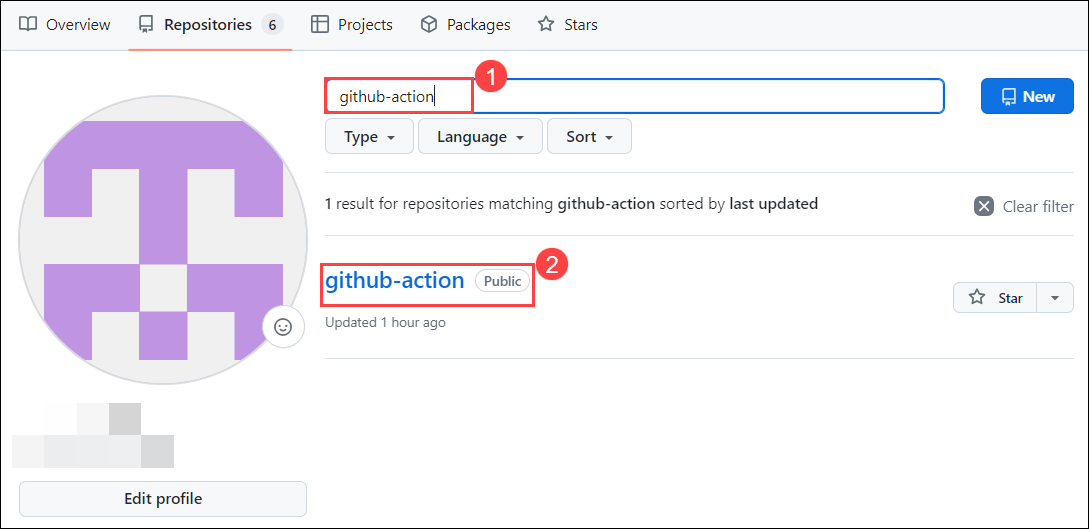 Overview Repositories 6 Projects Packages Stars
github-action 1
New
Type Language Sort
1 result for repositories matching github-action sorted by last updated
Clear filter
github-action Public 2
Star
Updated 1 hour ago
Edit profile